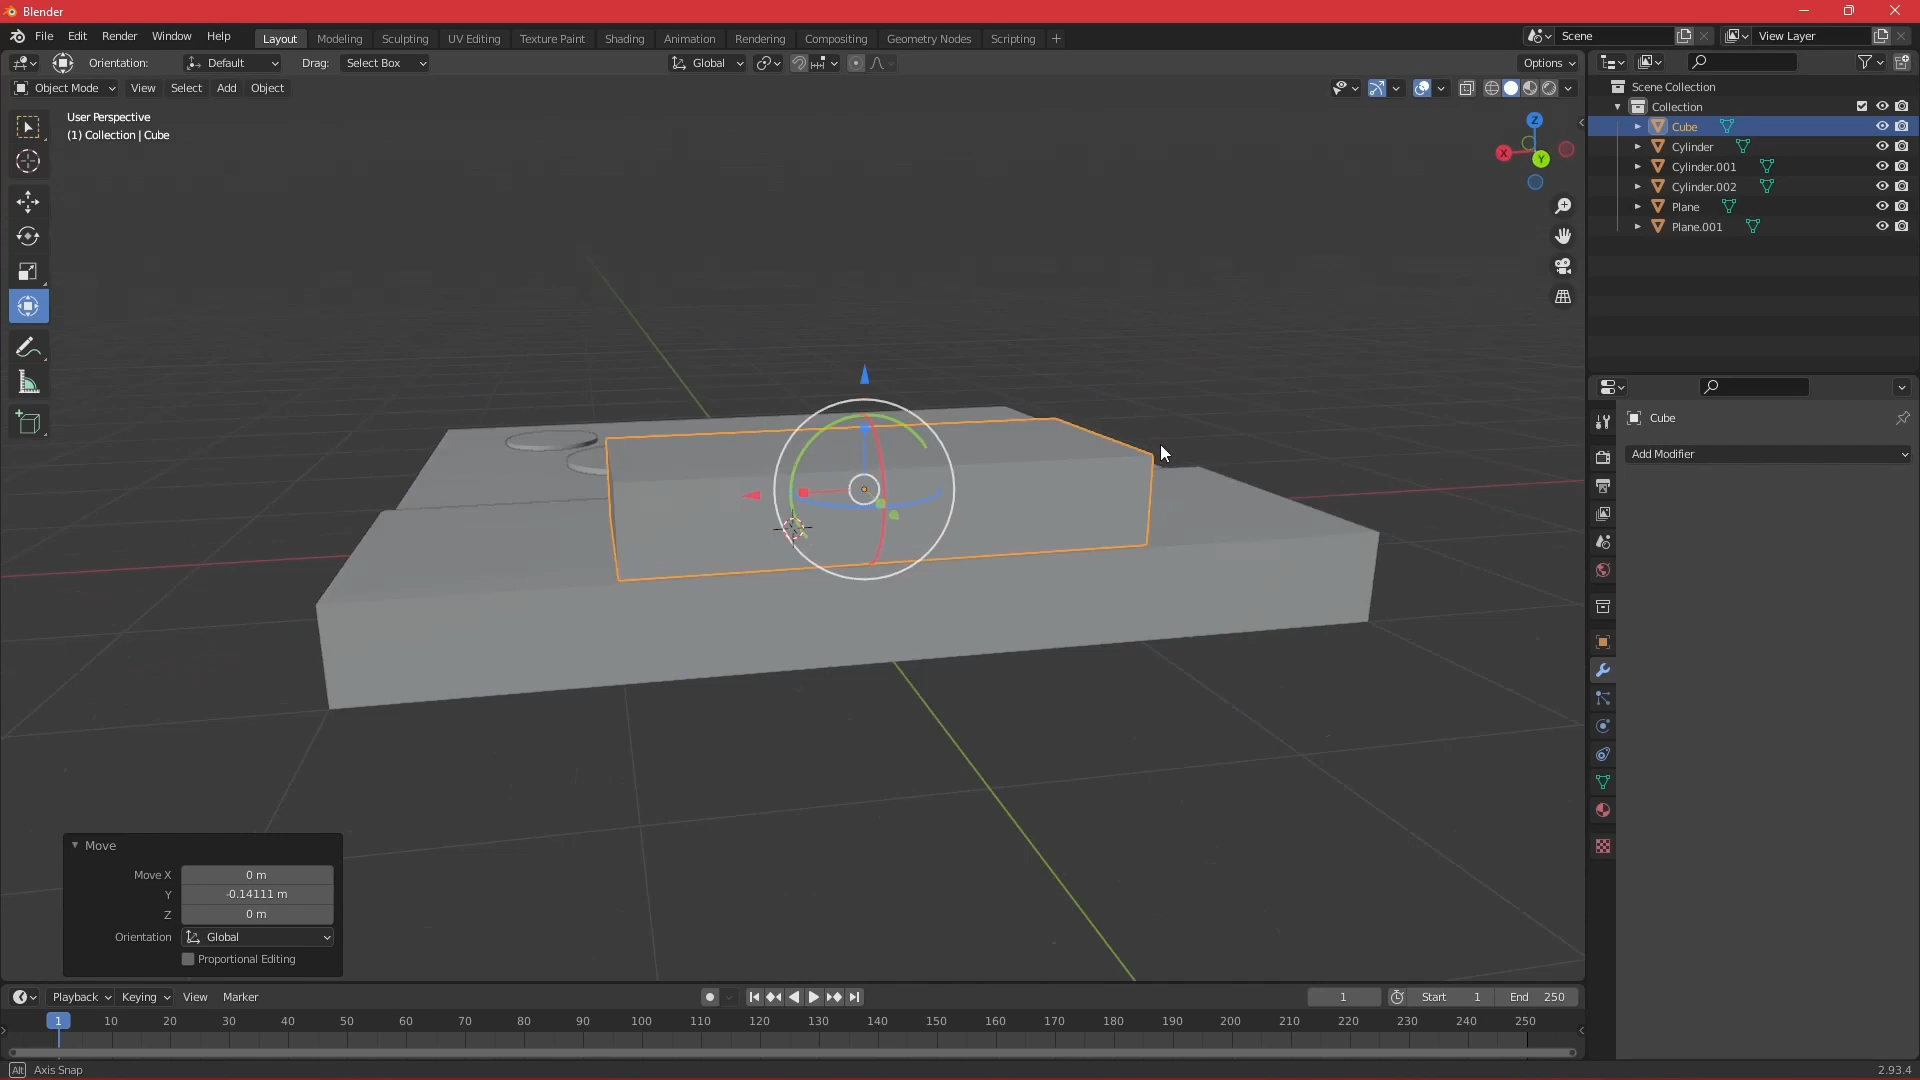 Blender
File Edit Render Window Help
Layout Modeling Sculpting UV Editing Texture Paint Shading Animation Rendering Compositing Geometry Nodes Scripting +
Scene
View Layer
Orientation: Default Drag: Select Box
Global
Options
Object Mode View Select Add Object
User Perspective
(1) Collection | Cube
Z
X
Y
Scene Collection
Collection
Cube
Cylinder
Cylinder.001
Cylinder.002
Plane
Plane.001
Cube
Add Modifier
Move
Move X 0 m
Y -0.14111 m
Z 0 m
Orientation Global
Proportional Editing
Playback Keying View Marker
1 Start 1 End 250
1 10 20 30 40 50 60 70 80 90 100 110 120 130 140 150 160 170 180 190 200 210 220 230 240 250
Alt Axis Snap
2.93.4